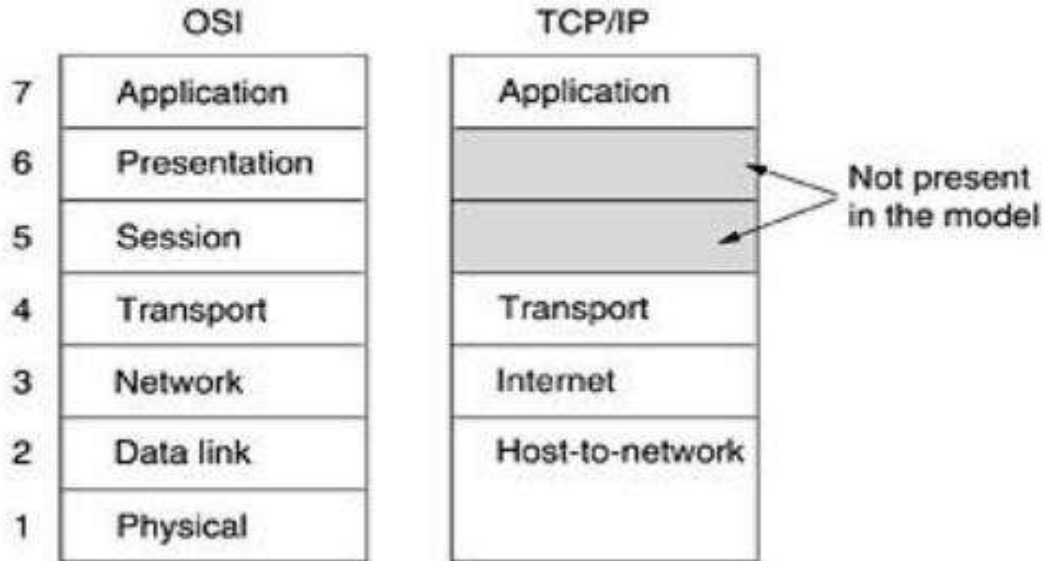 OSI
TCP/IP
7 Application Application
6 Presentation
5 Session
Not present
in the model
4 Transport Transport
3 Network Internet
2 Data link Host-to-network
1 Physical